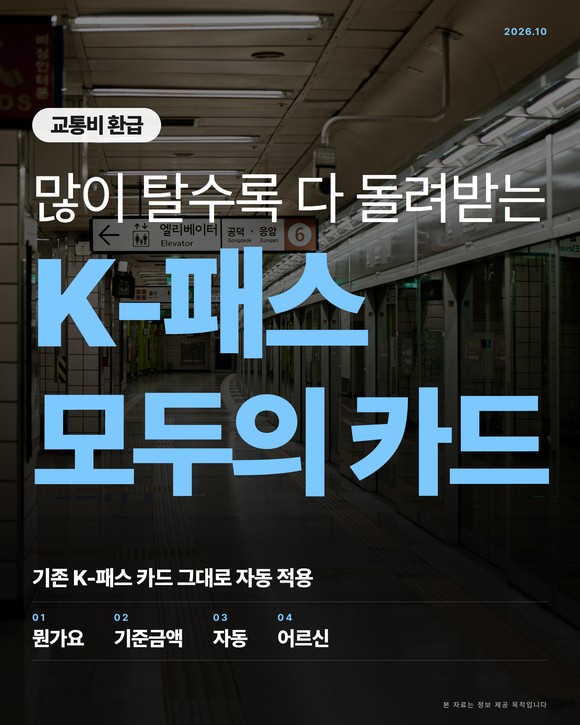 2026.10
교통비 환급
많이 탈수록 다 돌려받는
엘리베이터
Elevator
공덕 · 응암
Gongdeok Eungam
6
K-패스
모두의 카드
기존 K-패스 카드 그대로 자동 적용
01 02 03 04
뭔가요 기준금액 자동 어르신
본 자료는 정보 제공 목적입니다